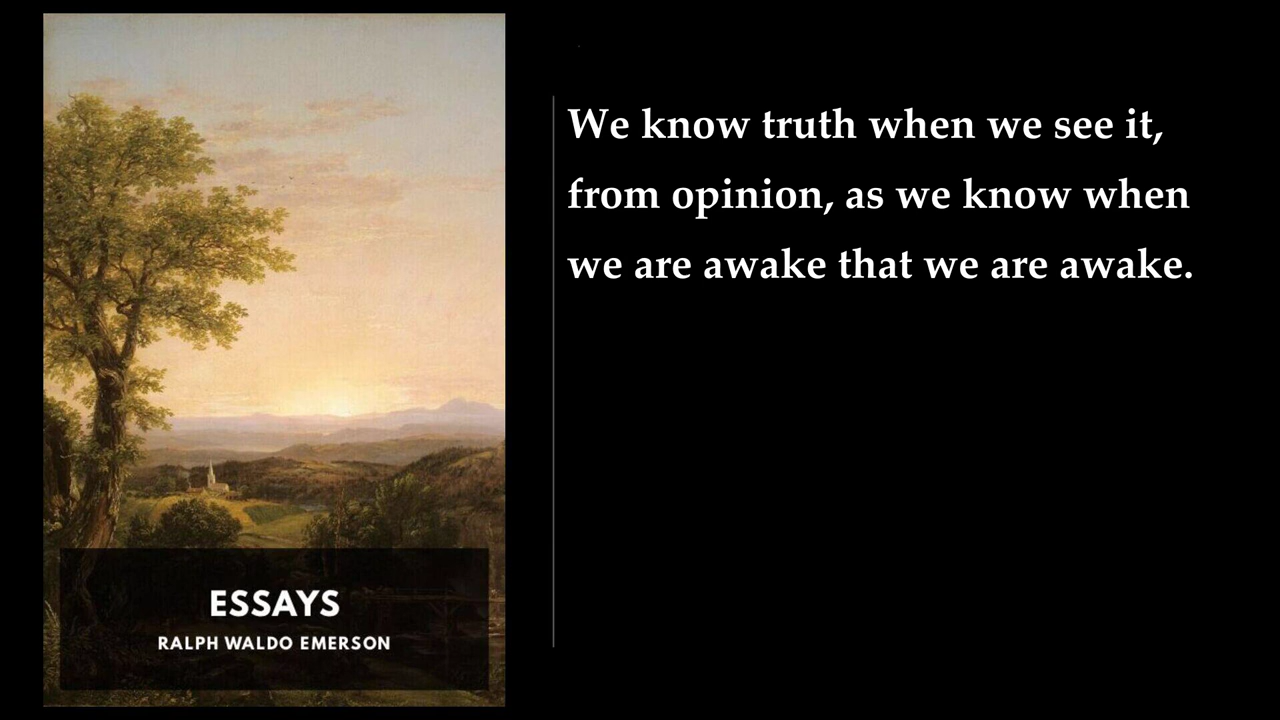 We know truth when we see it,
from opinion, as we know when
we are awake that we are awake.
ESSAYS
RALPH WALDO EMERSON